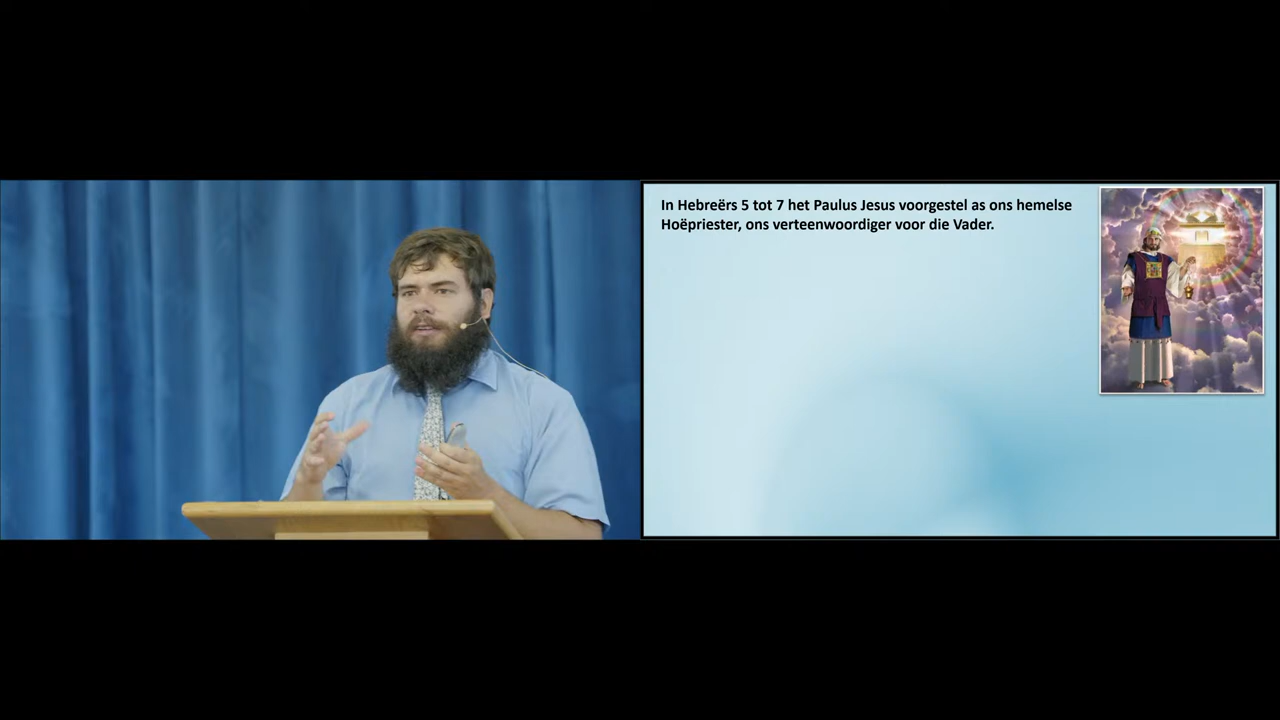 In Hebreërs 5 tot 7 het Paulus Jesus voorgestel as ons hemelse
Hoëpriester, ons verteenwoordiger voor die Vader.